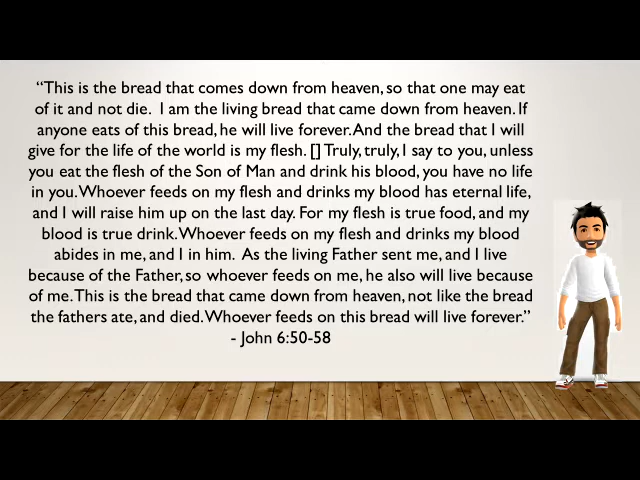 “This is the bread that comes down from heaven, so that one may eat
of it and not die.  I am the living bread that came down from heaven. If
anyone eats of this bread, he will live forever. And the bread that I will
give for the life of the world is my flesh. [] Truly, truly, I say to you, unless
you eat the flesh of the Son of Man and drink his blood, you have no life
in you. Whoever feeds on my flesh and drinks my blood has eternal life,
and I will raise him up on the last day. For my flesh is true food, and my
blood is true drink. Whoever feeds on my flesh and drinks my blood
abides in me, and I in him.  As the living Father sent me, and I live
because of the Father, so whoever feeds on me, he also will live because
of me. This is the bread that came down from heaven, not like the bread
the fathers ate, and died. Whoever feeds on this bread will live forever.”
- John 6:50-58